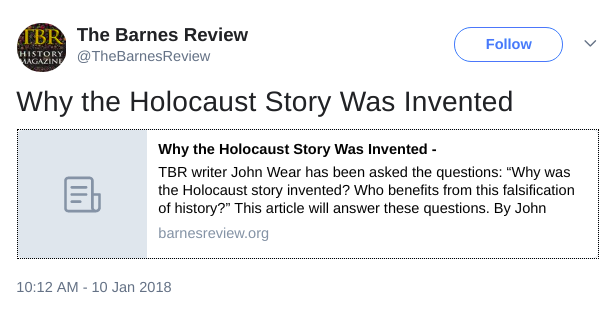 TBR
HISTORY
MAGAZINE
The Barnes Review
@TheBarnesReview
Follow
Why the Holocaust Story Was Invented
Why the Holocaust Story Was Invented -
TBR writer John Wear has been asked the questions: “Why was
the Holocaust story invented? Who benefits from this falsification
of history?” This article will answer these questions. By John
barnesreview.org
10:12 AM - 10 Jan 2018